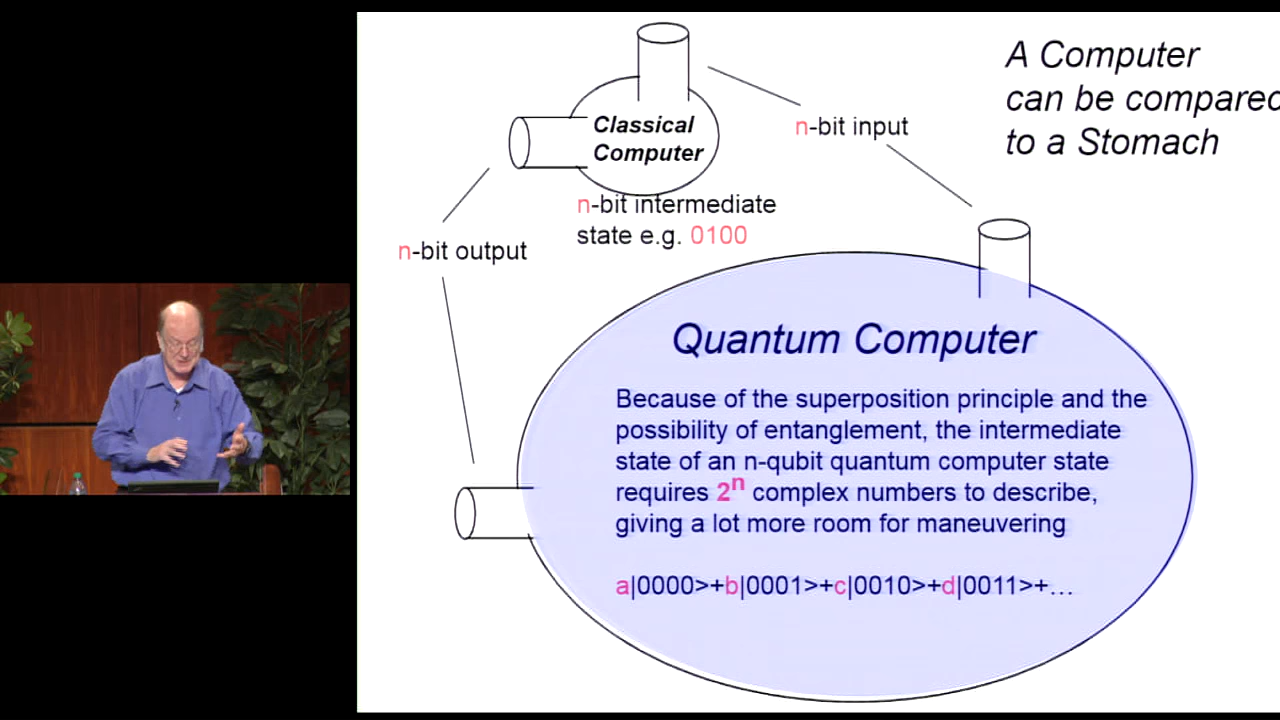 A Computer
can be compared
to a Stomach
Classical
Computer
n-bit input
n-bit intermediate
state e.g. 0100
n-bit output
Quantum Computer
Because of the superposition principle and the
possibility of entanglement, the intermediate
state of an n-qubit quantum computer state
requires 2ⁿ complex numbers to describe,
giving a lot more room for maneuvering
a|0000>+b|0001>+c|0010>+d|0011>+…